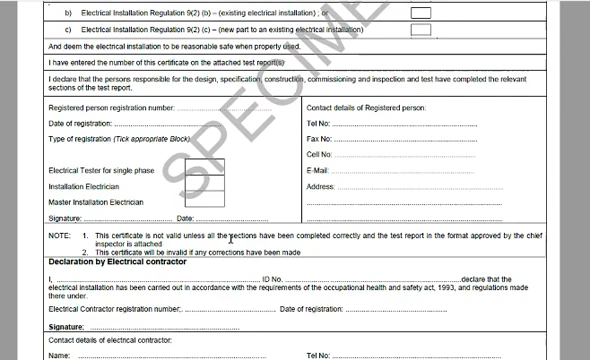 b) Electrical Installation Regulation 9(2) (b) – (existing electrical installation) ; or
c) Electrical Installation Regulation 9(2) (c) – (new part to an existing electrical installation)
And deem the electrical installation to be reasonable safe when properly used.
I have entered the number of this certificate on the attached test report(s)
I declare that the persons responsible for the design, specification, construction, commissioning and inspection and test have completed the relevant
sections of the test report.
Registered person registration number: ...............................
Date of registration: ...............................
Type of registration (Tick appropriate Block)
Electrical Tester for single phase
Installation Electrician
Master Installation Electrician
Signature: ............................... Date: ...............................
Contact details of Registered person:
Tel No: ...............................
Fax No: ...............................
Cell No: ...............................
E-Mail: ...............................
Address: ...............................
SPECIME
NOTE: 1. This certificate is not valid unless all the sections have been completed correctly and the test report in the format approved by the chief
inspector is attached
2. This certificate will be invalid if any corrections have been made
Declaration by Electrical contractor
I, ............................... ID No. ...............................declare that the
electrical installation has been carried out in accordance with the requirements of the occupational health and safety act, 1993, and regulations made
there under.
Electrical Contractor registration number: ............................... Date of registration: ...............................
Signature: ...............................
Contact details of electrical contractor:
Name: ............................... Tel No: ...............................